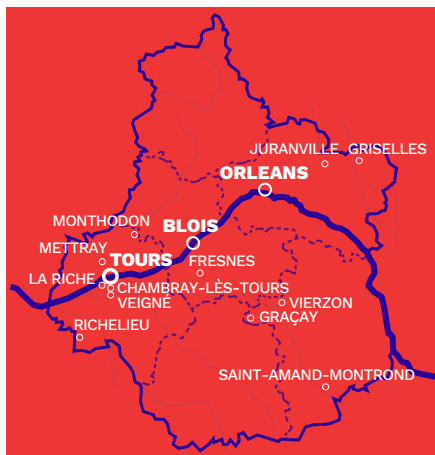 JURANVILLE GRISELLES
ORLEANS
MONTHODON
BLOIS
METTRAY
TOURS
FRESNES
LA RICHE
CHAMBRAY-LÈS-TOURS
VEIGNÉ
VIERZON
GRAÇAY
RICHELIEU
SAINT-AMAND-MONTROND